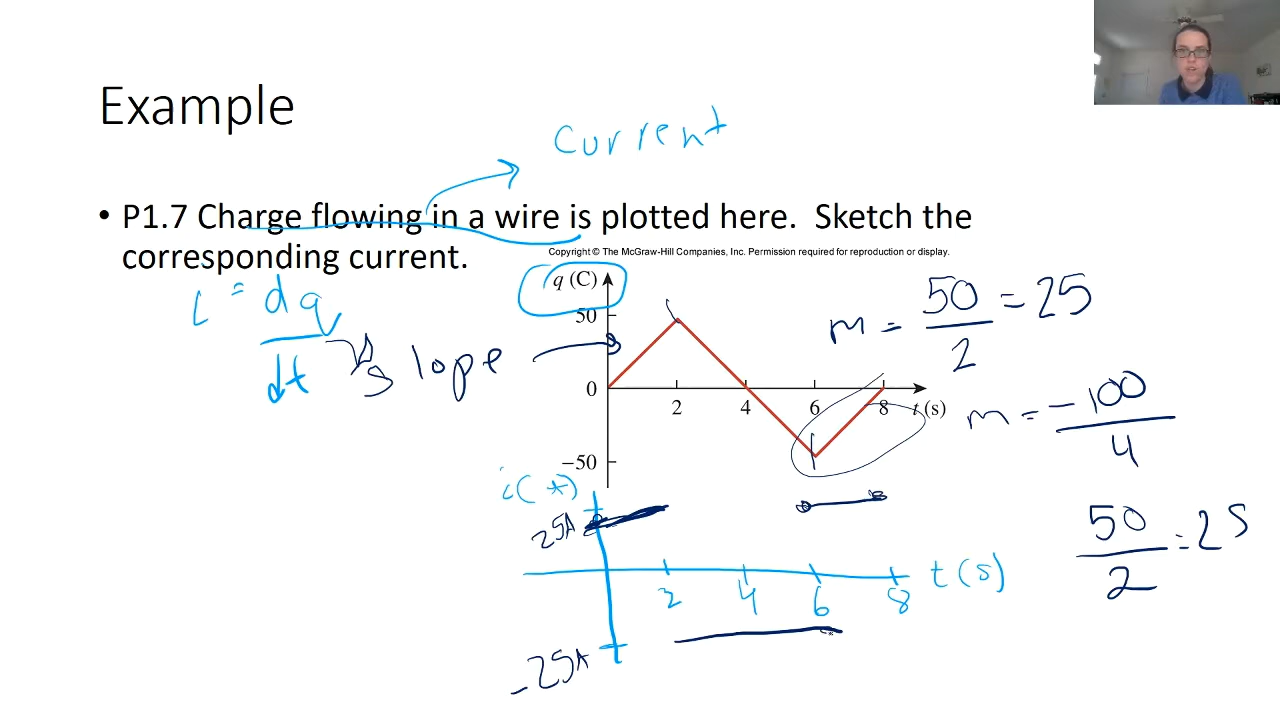 Example
Current
• P1.7 Charge flowing in a wire is plotted here. Sketch the
corresponding current.
Copyright © The McGraw-Hill Companies, Inc. Permission required for reproduction or display.
i = dq
dt
slope
q (C)
50
0
−50
2 4 6 8 t (s)
m = 50 = 25
2
m = -100
4
50 = 25
2
25A
2 4 6 8 t(s)
-25A